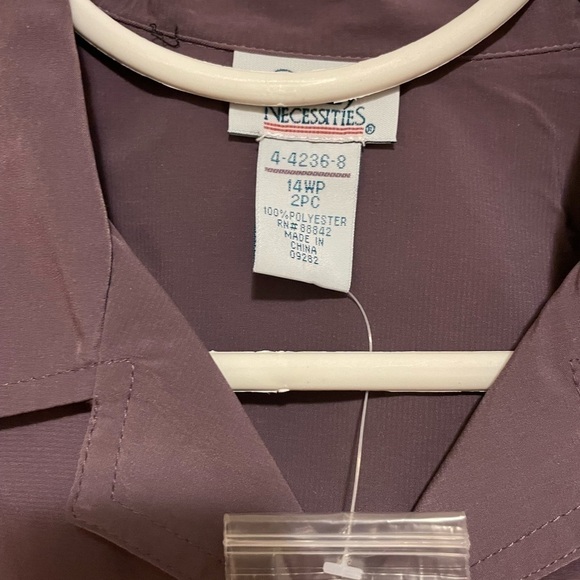 NECESSITIES®
4-4236-8
14WP
2PC
100%POLYESTER
RN#88842
MADE IN
CHINA
09282